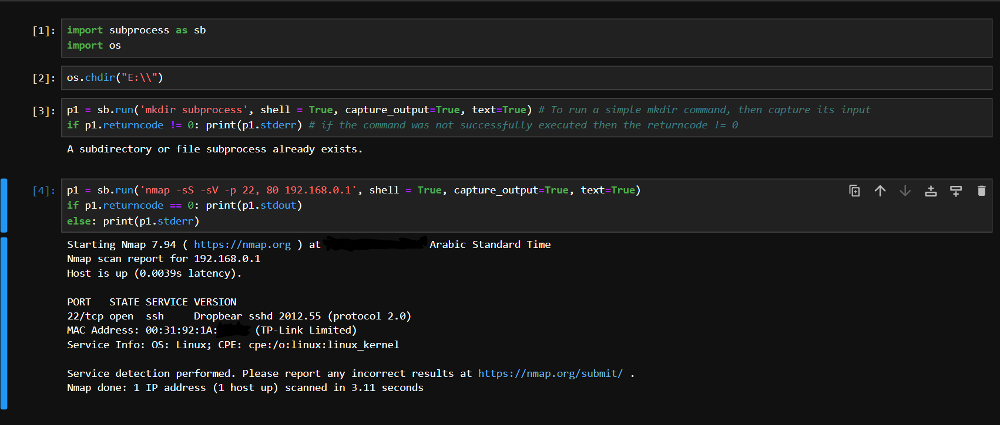 [1]: import subprocess as sb
import os
[2]: os.chdir("E:\\")
[3]: p1 = sb.run('mkdir subprocess', shell = True, capture_output=True, text=True) # To run a simple mkdir command, then capture its input
if p1.returncode != 0: print(p1.stderr) # if the command was not successfully executed then the returncode != 0
A subdirectory or file subprocess already exists.
[4]: p1 = sb.run('nmap -sS -sV -p 22, 80 192.168.0.1', shell = True, capture_output=True, text=True)
if p1.returncode == 0: print(p1.stdout)
else: print(p1.stderr)
Starting Nmap 7.94 ( https://nmap.org ) at Arabic Standard Time
Nmap scan report for 192.168.0.1
Host is up (0.0039s latency).
PORT   STATE SERVICE VERSION
22/tcp open  ssh     Dropbear sshd 2012.55 (protocol 2.0)
MAC Address: 00:31:92:1A: (TP-Link Limited)
Service Info: OS: Linux; CPE: cpe:/o:linux:linux_kernel
Service detection performed. Please report any incorrect results at https://nmap.org/submit/ .
Nmap done: 1 IP address (1 host up) scanned in 3.11 seconds